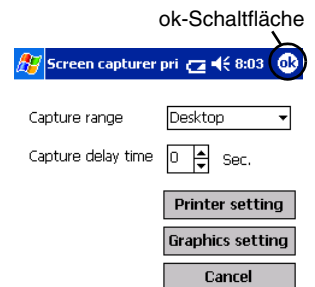 ok-Schaltfläche
Screen capturer pri 8:03 ok
Capture range Desktop
Capture delay time 0 Sec.
Printer setting
Graphics setting
Cancel